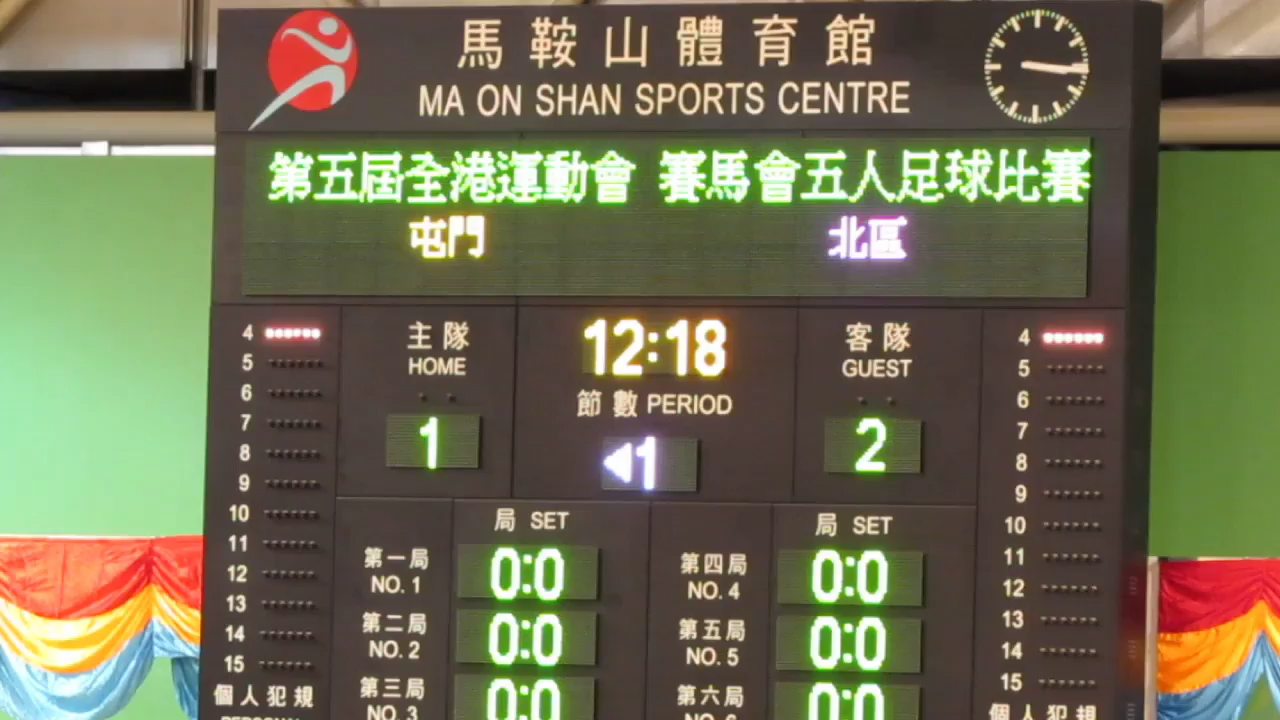 馬鞍山體育館
MA ON SHAN SPORTS CENTRE
第五屆全港運動會 賽馬會五人足球比賽
屯門 北區
主隊
HOME
1
12:18
節數 PERIOD
◀1
客隊
GUEST
2
4
5
6
7
8
9
10
11
12
13
14
15
個人犯規
局 SET
第一局
NO. 1
0:0
第二局
NO. 2
0:0
第三局
NO. 3
0:0
局 SET
第四局
NO. 4
0:0
第五局
NO. 5
0:0
第六局
0:0
4
5
6
7
8
9
10
11
12
13
14
15
個人犯規